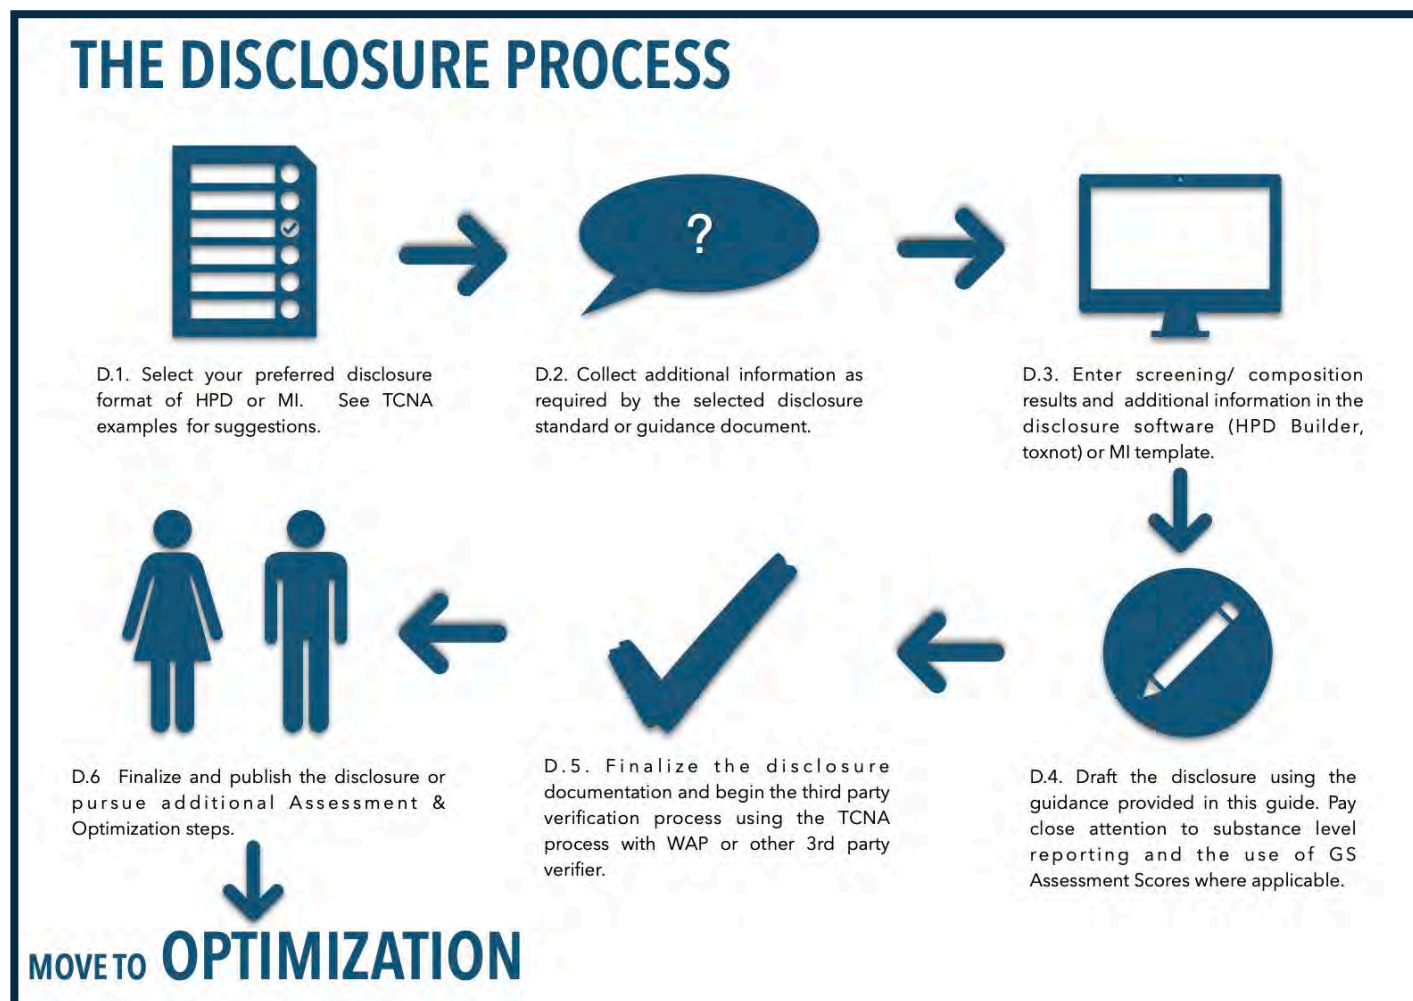 THE DISCLOSURE PROCESS
?
D.1. Select your preferred disclosure
format of HPD or MI. See TCNA
examples for suggestions.
D.2. Collect additional information as
required by the selected disclosure
standard or guidance document.
D.3. Enter screening/ composition
results and additional information in the
disclosure software (HPD Builder,
toxnot) or MI template.
D.4. Draft the disclosure using the
guidance provided in this guide. Pay
close attention to substance level
reporting and the use of GS
Assessment Scores where applicable.
D.5. Finalize the disclosure
documentation and begin the third party
verification process using the TCNA
process with WAP or other 3rd party
verifier.
D.6 Finalize and publish the disclosure or
pursue additional Assessment &
Optimization steps.
MOVE TO OPTIMIZATION